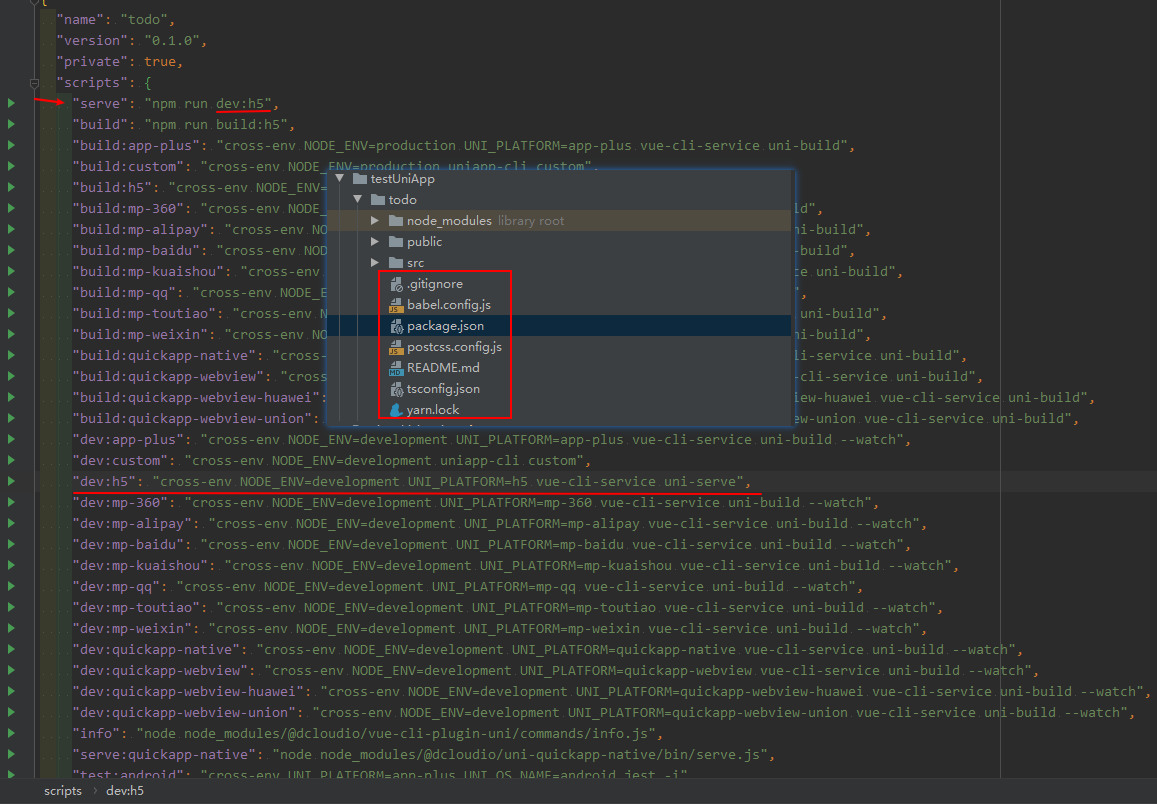 {
"name": "todo",
"version": "0.1.0",
"private": true,
"scripts": {
"serve": "npm run dev:h5",
"build": "npm run build:h5",
"build:app-plus": "cross-env NODE_ENV=production UNI_PLATFORM=app-plus vue-cli-service uni-build",
"build:custom": "cross-env NODE_ENV=production uniapp-cli custom",
"build:h5": "cross-env NODE_ENV=
"build:mp-360": "cross-env NODE_ ld",
"build:mp-alipay": "cross-env NO ni-build",
"build:mp-baidu": "cross-env NOD i-build",
"build:mp-kuaishou": "cross-env uni-build",
"build:mp-qq": "cross-env NODE_E ,
"build:mp-toutiao": "cross-env N uni-build",
"build:mp-weixin": "cross-env NO ni-build",
"build:quickapp-native": "cross- li-service uni-build",
"build:quickapp-webview": "cross cli-service uni-build",
"build:quickapp-webview-huawei": view-huawei vue-cli-service uni-build",
"build:quickapp-webview-union": ew-union vue-cli-service uni-build",
testUniApp
todo
node_modules library root
public
src
.gitignore
babel.config.js
package.json
postcss.config.js
README.md
tsconfig.json
yarn.lock
"dev:app-plus": "cross-env NODE_ENV=development UNI_PLATFORM=app-plus vue-cli-service uni-build --watch",
"dev:custom": "cross-env NODE_ENV=development uniapp-cli custom",
"dev:h5": "cross-env NODE_ENV=development UNI_PLATFORM=h5 vue-cli-service uni-serve",
"dev:mp-360": "cross-env NODE_ENV=development UNI_PLATFORM=mp-360 vue-cli-service uni-build --watch",
"dev:mp-alipay": "cross-env NODE_ENV=development UNI_PLATFORM=mp-alipay vue-cli-service uni-build --watch",
"dev:mp-baidu": "cross-env NODE_ENV=development UNI_PLATFORM=mp-baidu vue-cli-service uni-build --watch",
"dev:mp-kuaishou": "cross-env NODE_ENV=development UNI_PLATFORM=mp-kuaishou vue-cli-service uni-build --watch",
"dev:mp-qq": "cross-env NODE_ENV=development UNI_PLATFORM=mp-qq vue-cli-service uni-build --watch",
"dev:mp-toutiao": "cross-env NODE_ENV=development UNI_PLATFORM=mp-toutiao vue-cli-service uni-build --watch",
"dev:mp-weixin": "cross-env NODE_ENV=development UNI_PLATFORM=mp-weixin vue-cli-service uni-build --watch",
"dev:quickapp-native": "cross-env NODE_ENV=development UNI_PLATFORM=quickapp-native vue-cli-service uni-build --watch",
"dev:quickapp-webview": "cross-env NODE_ENV=development UNI_PLATFORM=quickapp-webview vue-cli-service uni-build --watch",
"dev:quickapp-webview-huawei": "cross-env NODE_ENV=development UNI_PLATFORM=quickapp-webview-huawei vue-cli-service uni-build --watch",
"dev:quickapp-webview-union": "cross-env NODE_ENV=development UNI_PLATFORM=quickapp-webview-union vue-cli-service uni-build --watch",
"info": "node node_modules/@dcloudio/vue-cli-plugin-uni/commands/info.js",
"serve:quickapp-native": "node node_modules/@dcloudio/uni-quickapp-native/bin/serve.js",
"test:android": "cross-env UNI_PLATFORM=app-plus UNI_OS_NAME=android jest -i"
scripts › dev:h5